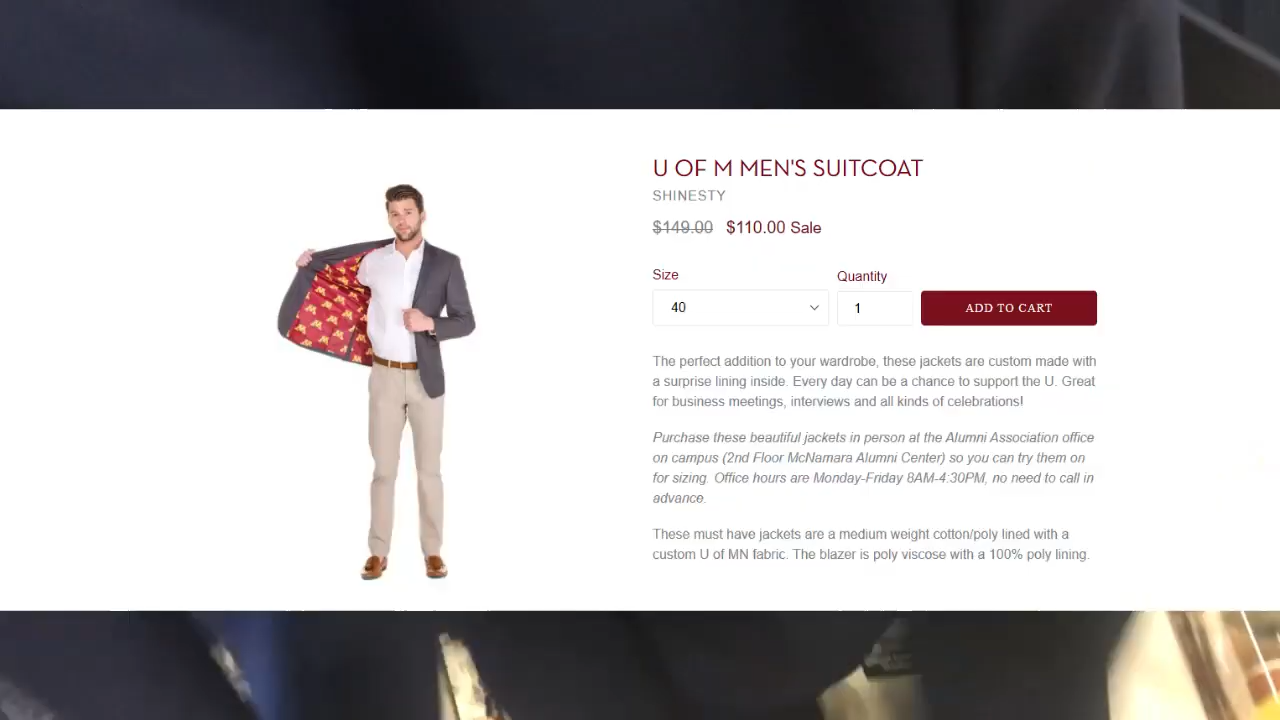 U OF M MEN'S SUITCOAT
SHINESTY
$149.00 $110.00 Sale
Size
Quantity
40
1
ADD TO CART
The perfect addition to your wardrobe, these jackets are custom made with
a surprise lining inside. Every day can be a chance to support the U. Great
for business meetings, interviews and all kinds of celebrations!
Purchase these beautiful jackets in person at the Alumni Association office
on campus (2nd Floor McNamara Alumni Center) so you can try them on
for sizing. Office hours are Monday-Friday 8AM-4:30PM, no need to call in
advance.
These must have jackets are a medium weight cotton/poly lined with a
custom U of MN fabric. The blazer is poly viscose with a 100% poly lining.